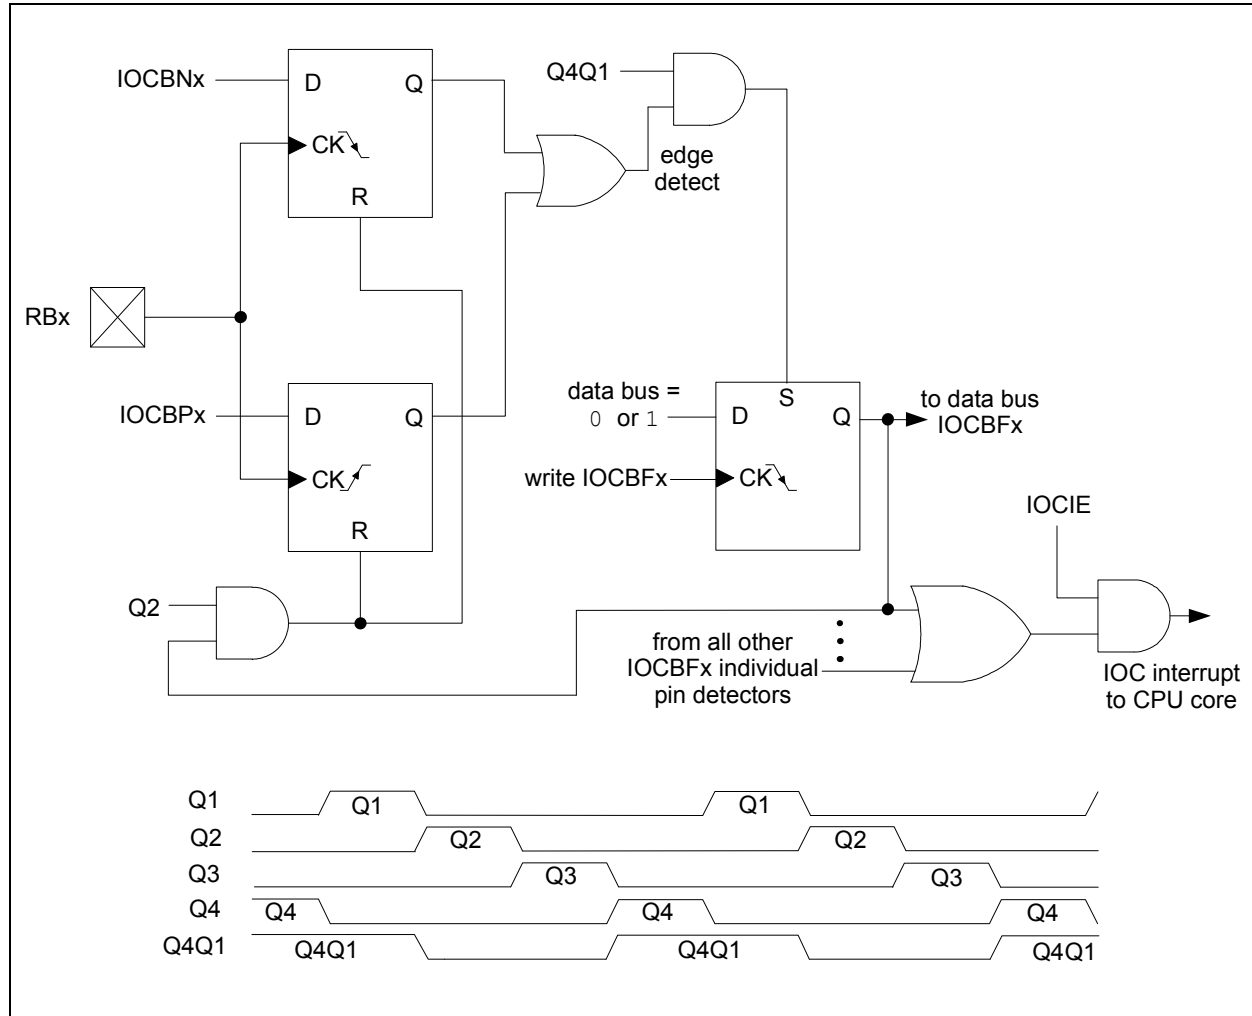 IOCBNx
D
Q
CK
R
Q4Q1
edge
detect
RBx
IOCBPx
D
Q
CK
R
data bus =
0 or 1
S
D
Q
to data bus
IOCBFx
write IOCBFx
CK
IOCIE
Q2
from all other
IOCBFx individual
pin detectors
IOC interrupt
to CPU core
Q1
Q1
Q1
Q2
Q2
Q2
Q3
Q3
Q3
Q4
Q4
Q4
Q4
Q4Q1
Q4Q1
Q4Q1
Q4Q1